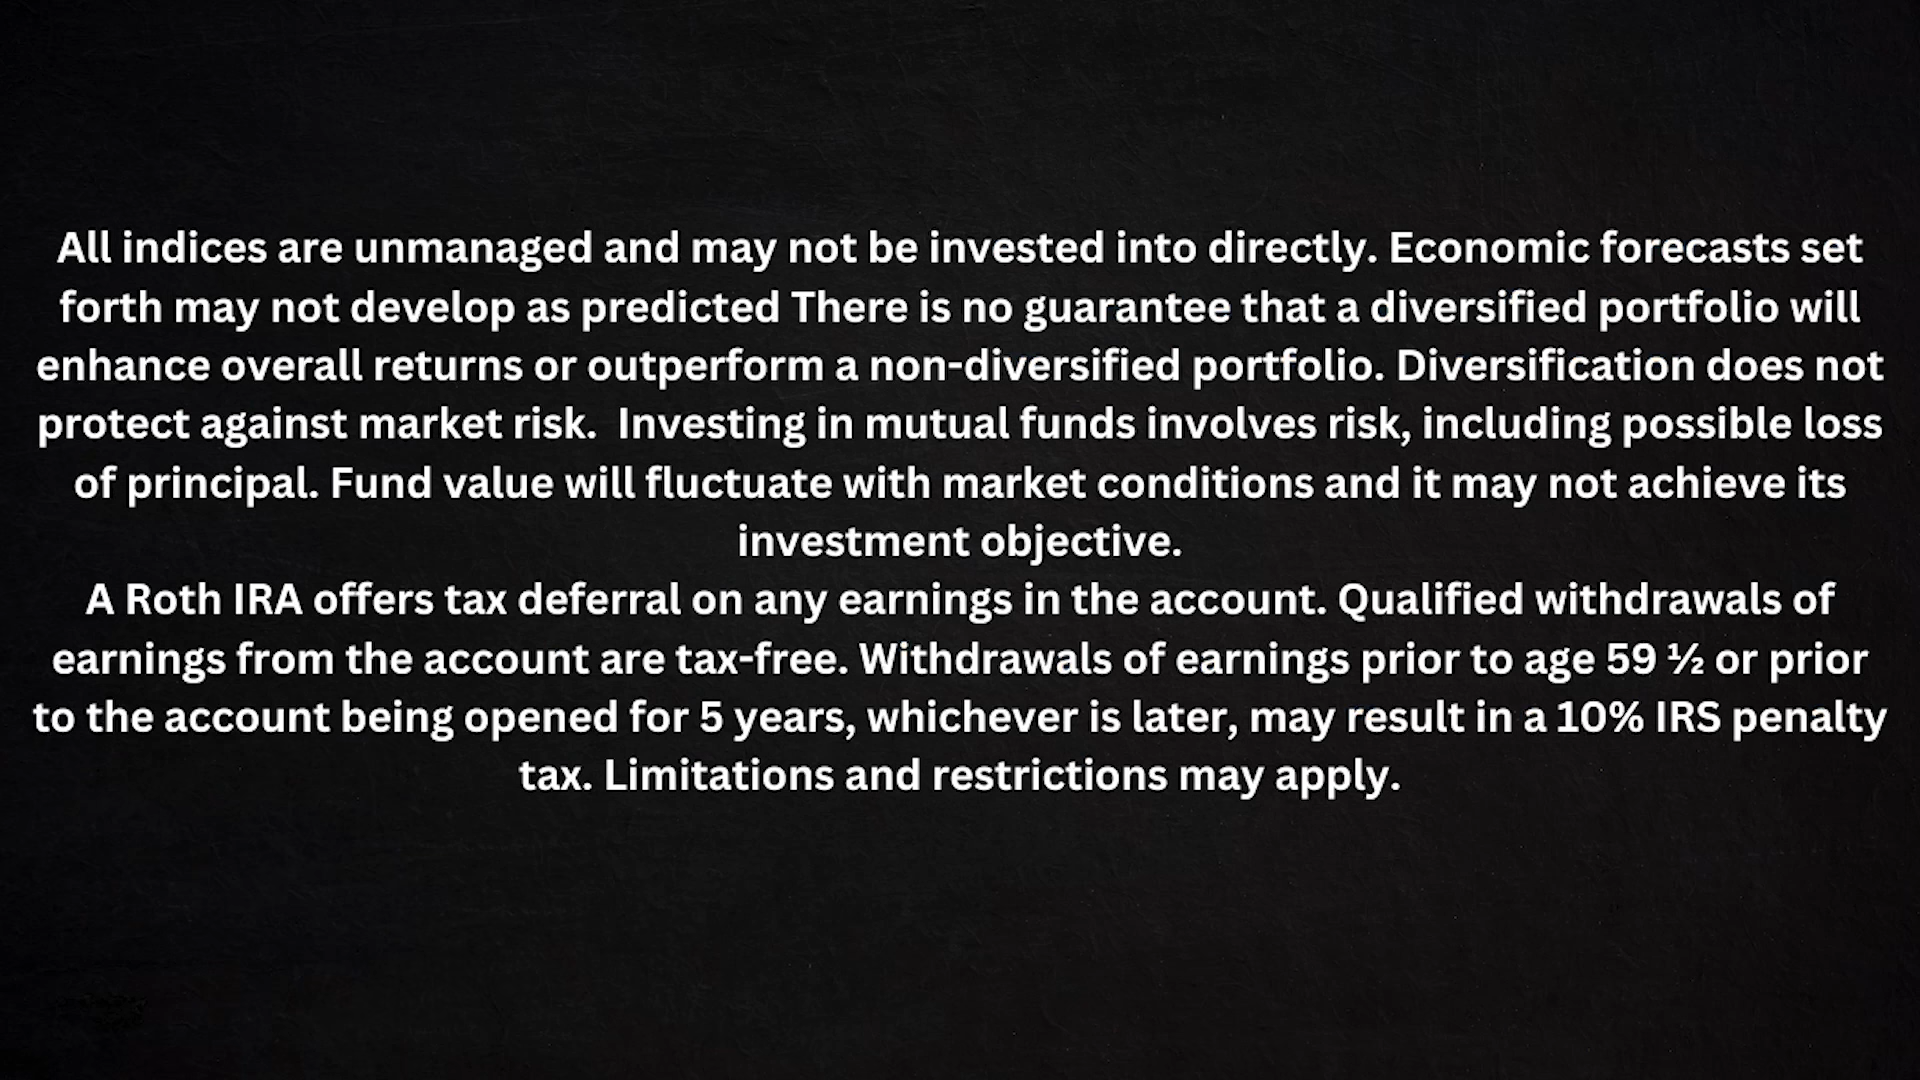 All indices are unmanaged and may not be invested into directly. Economic forecasts set
forth may not develop as predicted There is no guarantee that a diversified portfolio will
enhance overall returns or outperform a non-diversified portfolio. Diversification does not
protect against market risk.  Investing in mutual funds involves risk, including possible loss
of principal. Fund value will fluctuate with market conditions and it may not achieve its
investment objective.
A Roth IRA offers tax deferral on any earnings in the account. Qualified withdrawals of
earnings from the account are tax-free. Withdrawals of earnings prior to age 59 ½ or prior
to the account being opened for 5 years, whichever is later, may result in a 10% IRS penalty
tax. Limitations and restrictions may apply.